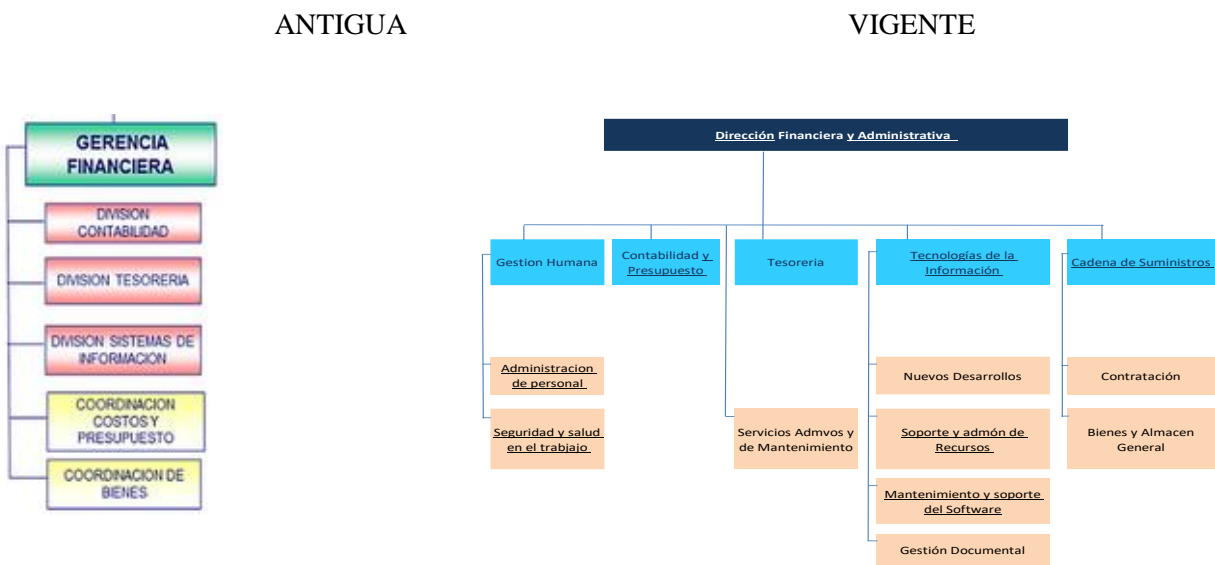 ANTIGUA
VIGENTE
GERENCIA
FINANCIERA
DIVISION
CONTABILIDAD
DIVISION TESORERIA
DIVISION SISTEMAS DE
INFORMACION
COORDINACION
COSTOS Y
PRESUPUESTO
COORDINACION DE
BIENES
Dirección Financiera y Administrativa
Gestion Humana
Contabilidad y
Presupuesto
Tesoreria
Tecnologías de la
Información
Cadena de Suministros
Administracion
de personal
Nuevos Desarrollos
Contratación
Seguridad y salud
en el trabjajo
Servicios Admvos y
de Mantenimiento
Soporte y admón de
Recursos
Bienes y Almacen
General
Mantenimiento y soporte
del Software
Gestión Documental